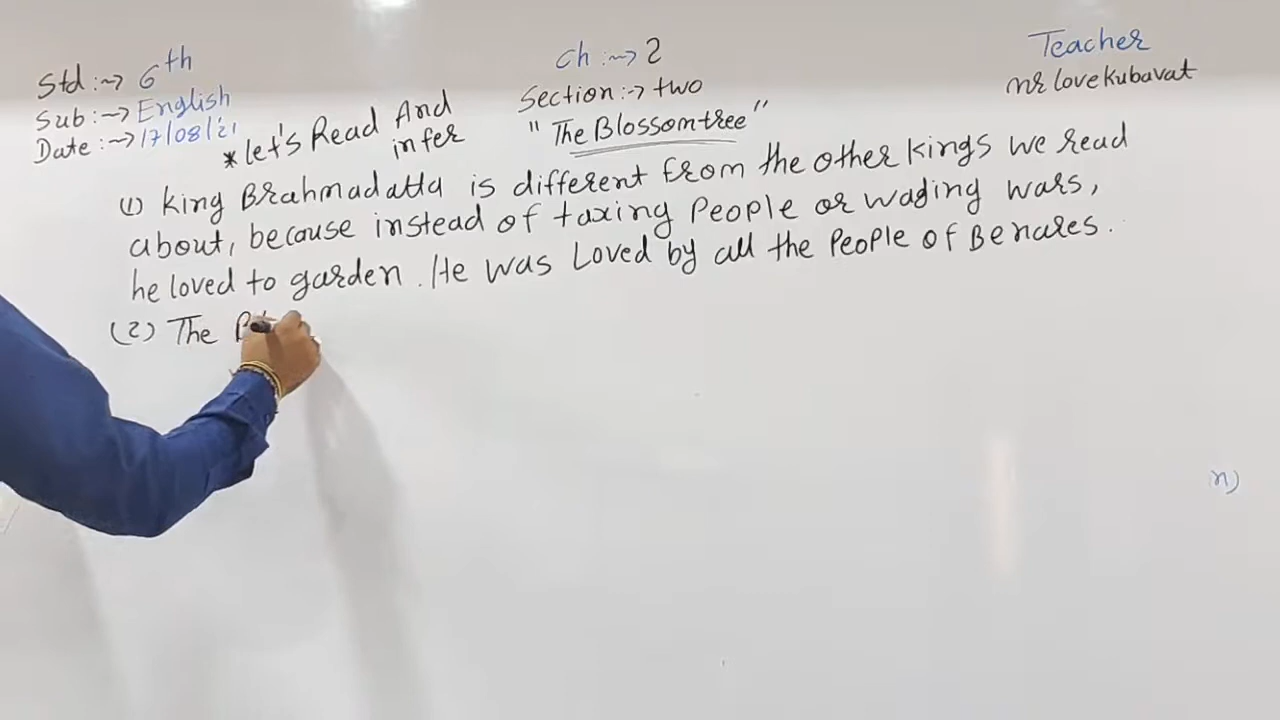 Std :~> 6th
Sub :~> English
Date :~> 17/08/21
Ch :~> 2
Section :~> two
"The Blossom tree"
Teacher
mr love kubavat
* let's Read And
infer
(1) King Brahmadatta is different from the other kings we read
about, because instead of taxing People or wading wars,
he loved to garden. He was Loved by all the People of Benares.
(2) The
n)